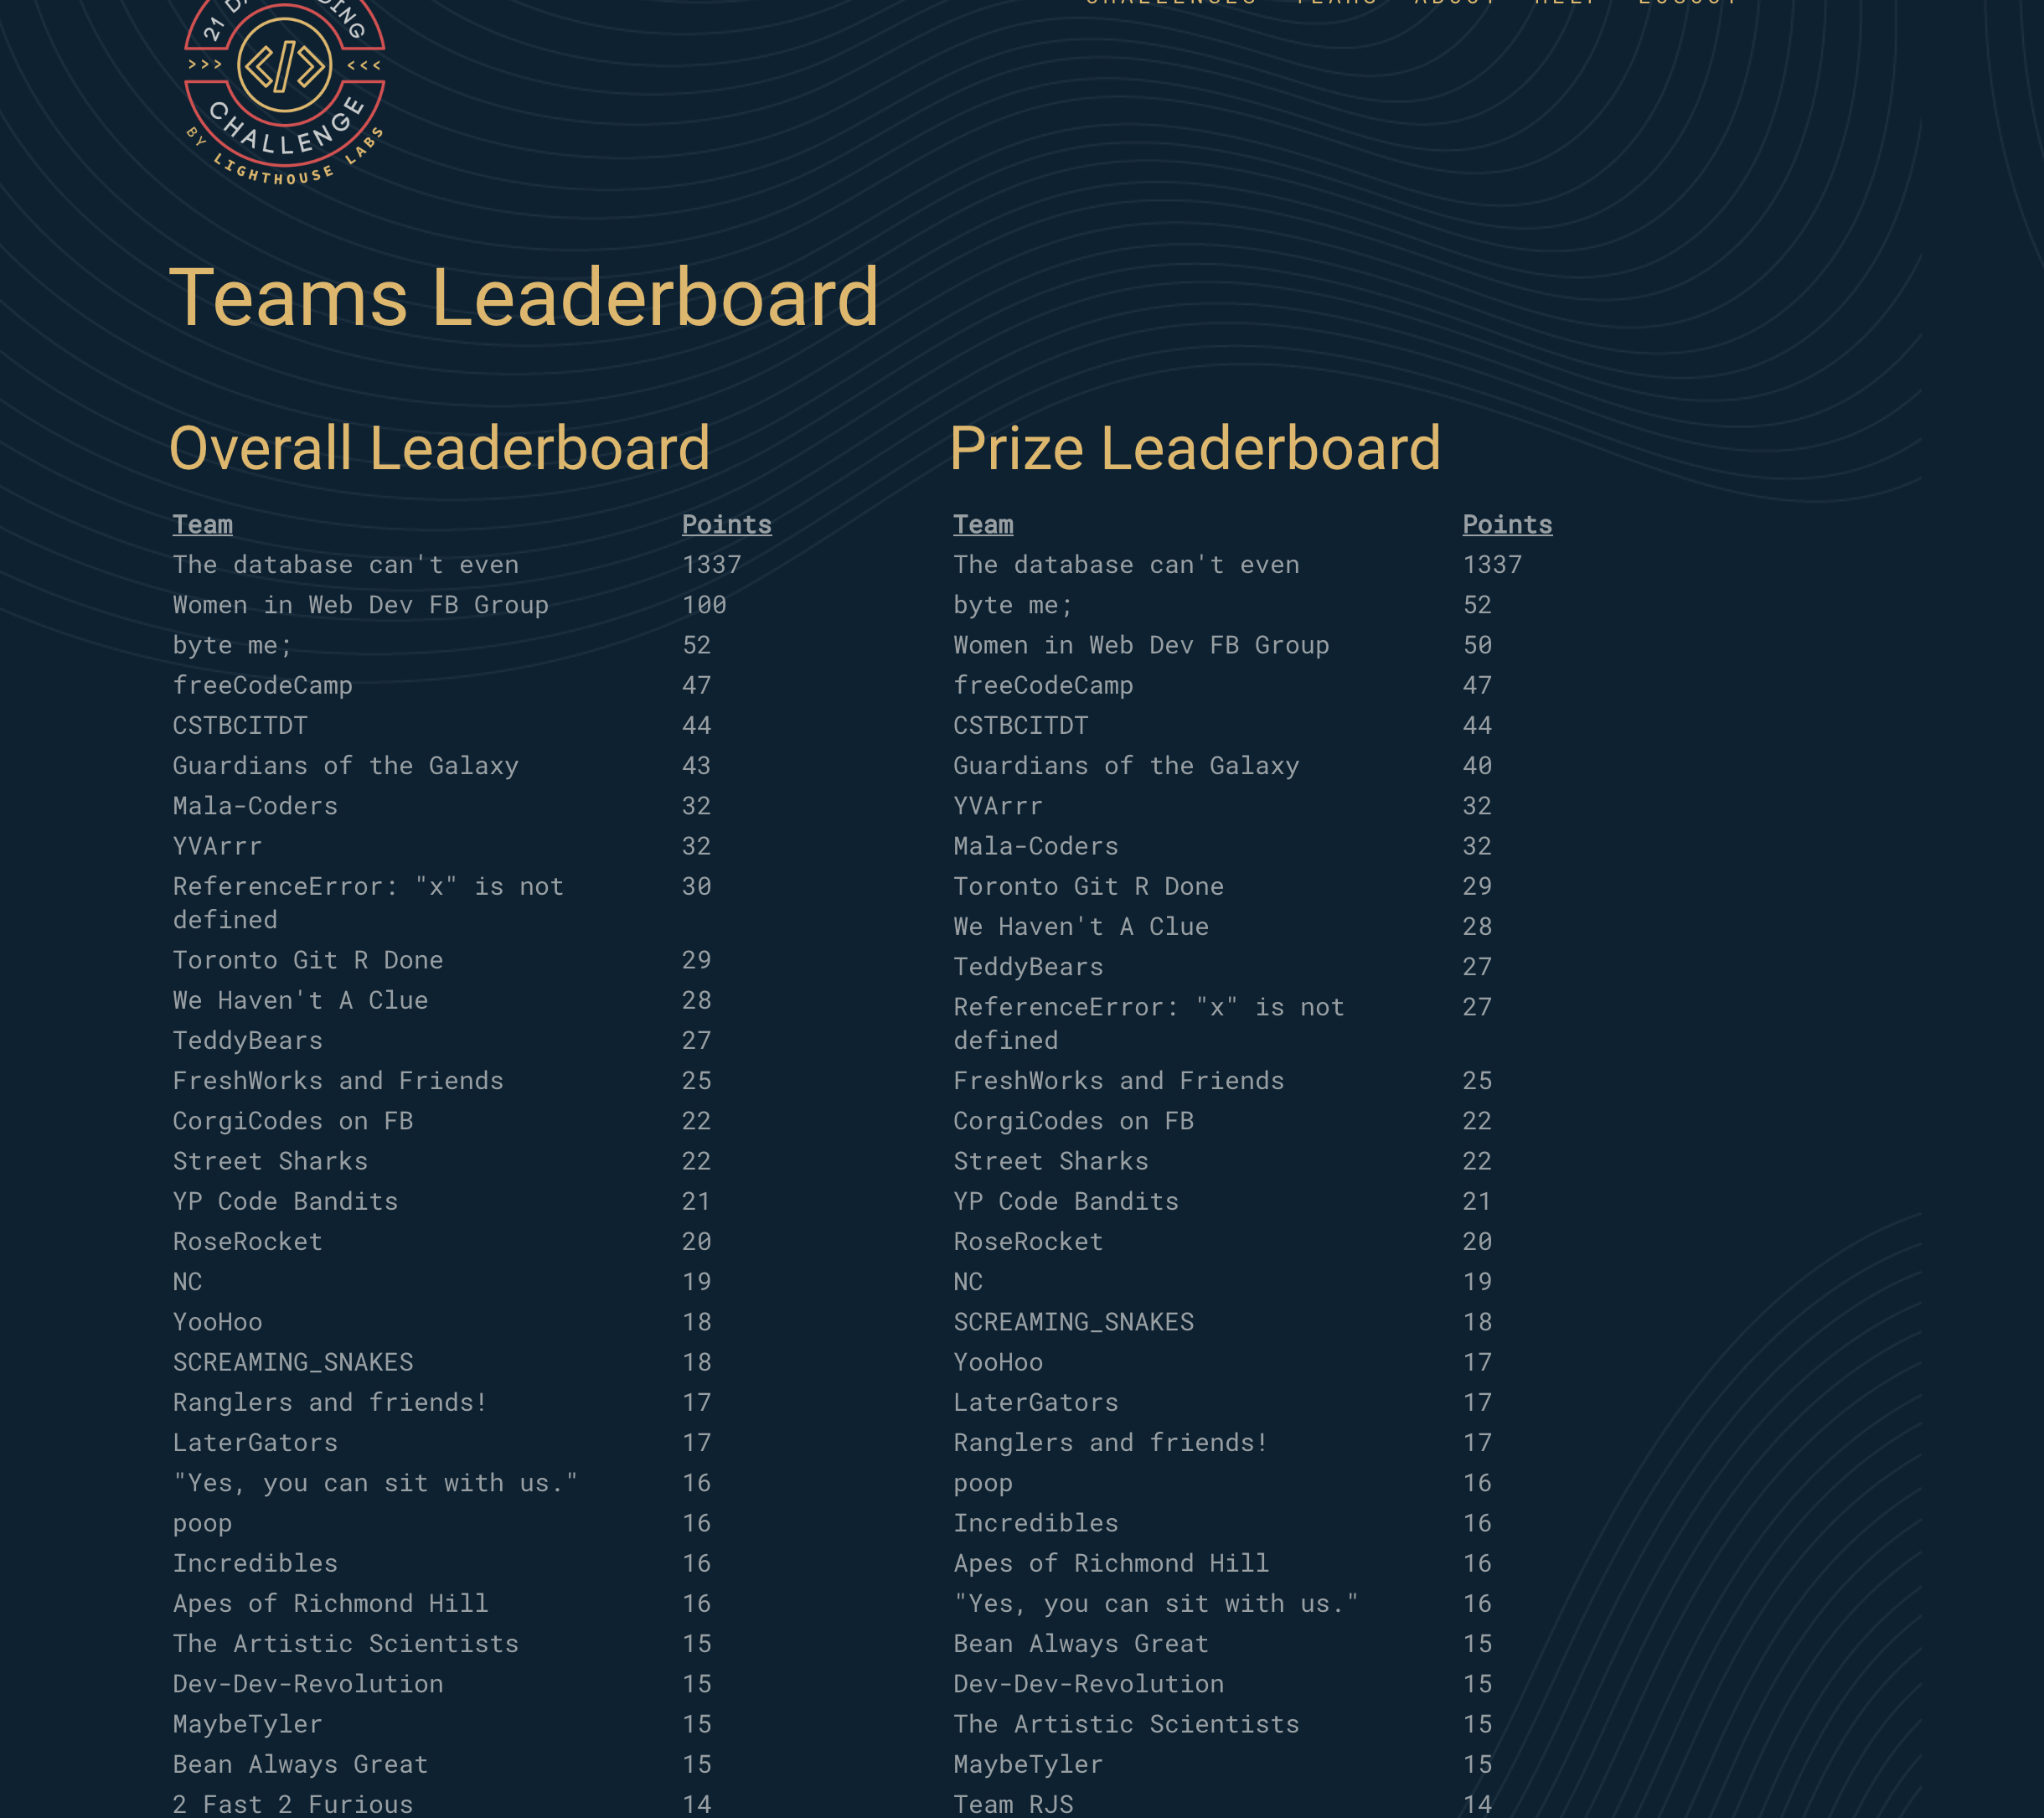 21 DA DING
>>> </> <<<
CHALLENGE
BY LIGHTHOUSE LABS
CHALLENGES TEAMS ABOUT HELP LOGOUT
Teams Leaderboard
Overall Leaderboard
Team Points
The database can't even 1337
Women in Web Dev FB Group 100
byte me; 52
freeCodeCamp 47
CSTBCITDT 44
Guardians of the Galaxy 43
Mala-Coders 32
YVArrr 32
ReferenceError: "x" is not 30
defined
Toronto Git R Done 29
We Haven't A Clue 28
TeddyBears 27
FreshWorks and Friends 25
CorgiCodes on FB 22
Street Sharks 22
YP Code Bandits 21
RoseRocket 20
NC 19
YooHoo 18
SCREAMING_SNAKES 18
Ranglers and friends! 17
LaterGators 17
"Yes, you can sit with us." 16
poop 16
Incredibles 16
Apes of Richmond Hill 16
The Artistic Scientists 15
Dev-Dev-Revolution 15
MaybeTyler 15
Bean Always Great 15
2 Fast 2 Furious 14
Prize Leaderboard
Team Points
The database can't even 1337
byte me; 52
Women in Web Dev FB Group 50
freeCodeCamp 47
CSTBCITDT 44
Guardians of the Galaxy 40
YVArrr 32
Mala-Coders 32
Toronto Git R Done 29
We Haven't A Clue 28
TeddyBears 27
ReferenceError: "x" is not 27
defined
FreshWorks and Friends 25
CorgiCodes on FB 22
Street Sharks 22
YP Code Bandits 21
RoseRocket 20
NC 19
SCREAMING_SNAKES 18
YooHoo 17
LaterGators 17
Ranglers and friends! 17
poop 16
Incredibles 16
Apes of Richmond Hill 16
"Yes, you can sit with us." 16
Bean Always Great 15
Dev-Dev-Revolution 15
The Artistic Scientists 15
MaybeTyler 15
Team RJS 14